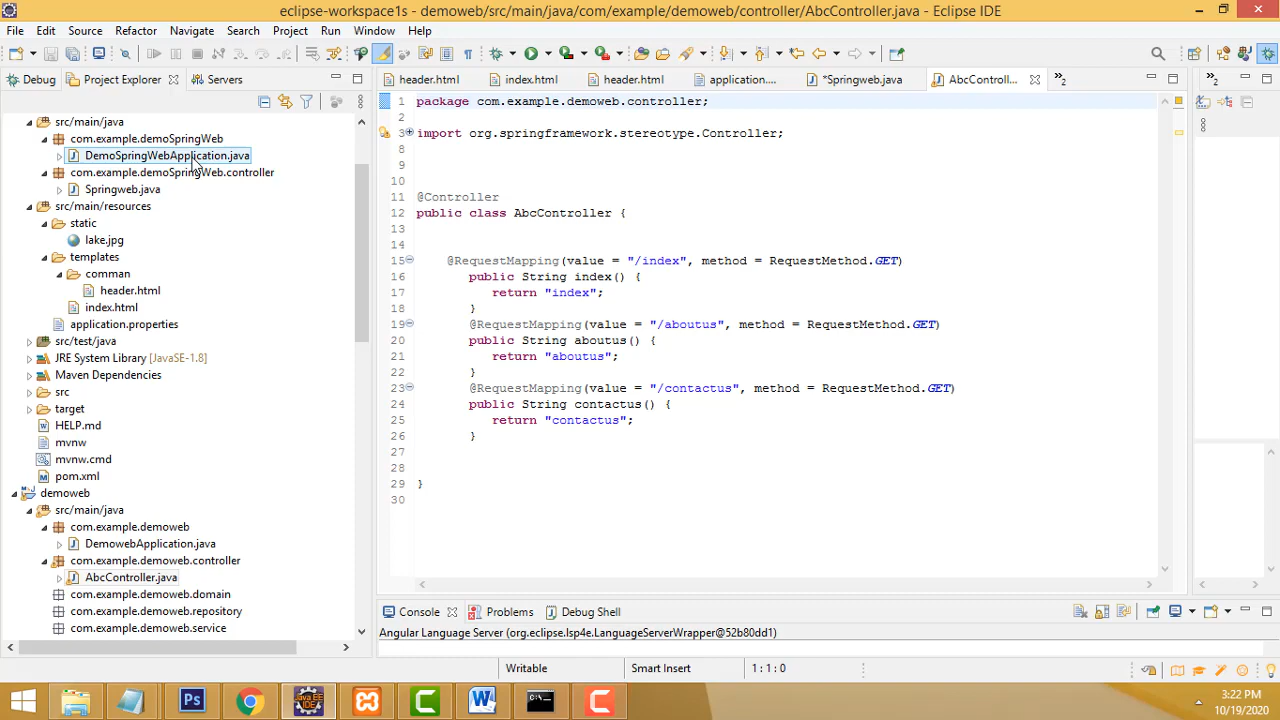 eclipse-workspace1s - demoweb/src/main/java/com/example/demoweb/controller/AbcController.java - Eclipse IDE
File Edit Source Refactor Navigate Search Project Run Window Help
Debug Project Explorer Servers
header.html index.html header.html application.... *Springweb.java AbcControll...
src/main/java
com.example.demoSpringWeb
DemoSpringWebApplication.java
com.example.demoSpringWeb.controller
Springweb.java
src/main/resources
static
lake.jpg
templates
comman
header.html
index.html
application.properties
src/test/java
JRE System Library [JavaSE-1.8]
Maven Dependencies
src
target
HELP.md
mvnw
mvnw.cmd
pom.xml
demoweb
src/main/java
com.example.demoweb
DemowebApplication.java
com.example.demoweb.controller
AbcController.java
com.example.demoweb.domain
com.example.demoweb.repository
com.example.demoweb.service
1 package com.example.demoweb.controller;
2
3 import org.springframework.stereotype.Controller;
8
9
10
11 @Controller
12 public class AbcController {
13
14
15 @RequestMapping(value = "/index", method = RequestMethod.GET)
16 public String index() {
17 return "index";
18 }
19 @RequestMapping(value = "/aboutus", method = RequestMethod.GET)
20 public String aboutus() {
21 return "aboutus";
22 }
23 @RequestMapping(value = "/contactus", method = RequestMethod.GET)
24 public String contactus() {
25 return "contactus";
26 }
27
28
29 }
30
Console Problems Debug Shell
Angular Language Server (org.eclipse.lsp4e.LanguageServerWrapper@52b80dd1)
Writable Smart Insert 1 : 1 : 0
Ps
Java EE IDE
3:22 PM
10/19/2020